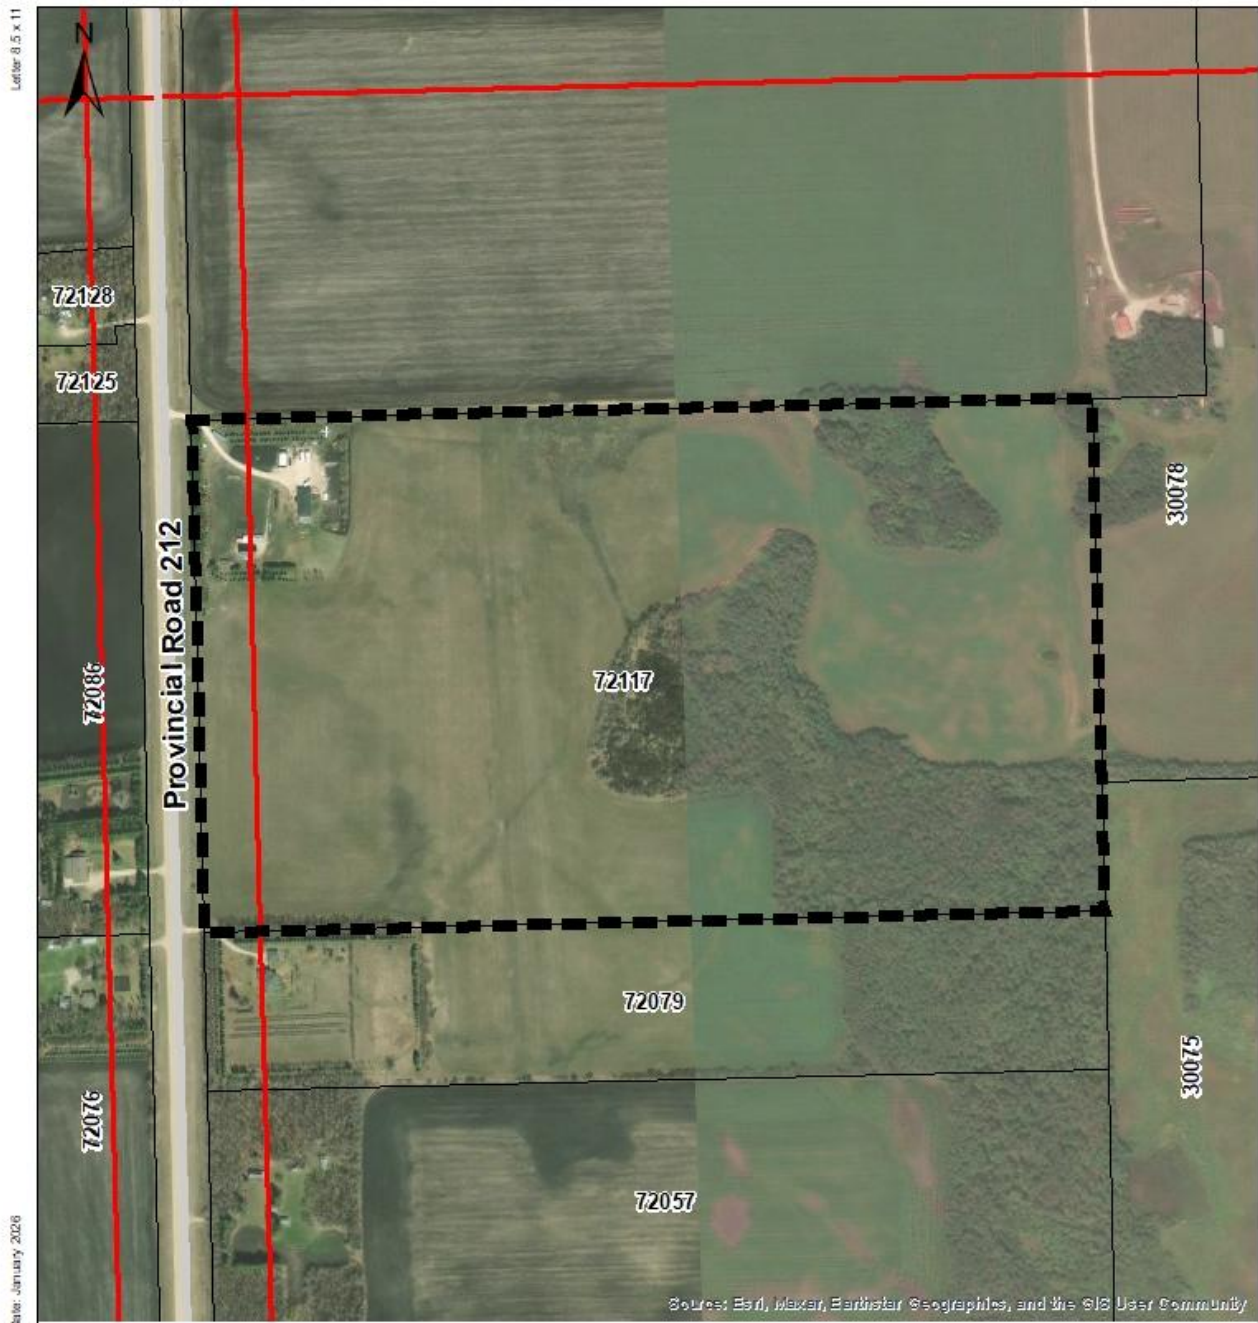 Letter 8.5 x 11
N
72128
72125
Provincial Road 212
30078
72117
72086
72079
30075
72076
72057
Source: Esri, Maxar, Earthstar Geographics, and the GIS User Community
Date: January 2026